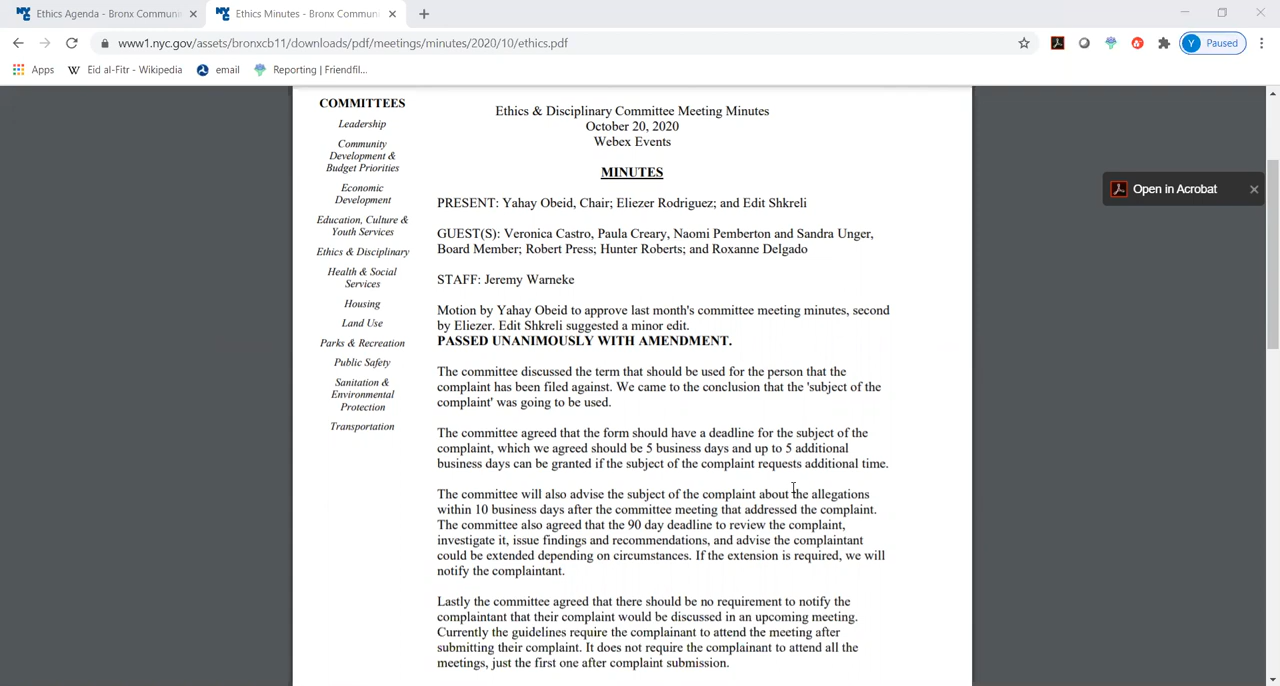 Ethics Agenda - Bronx Communi
Ethics Minutes - Bronx Communi
www1.nyc.gov/assets/bronxcb11/downloads/pdf/meetings/minutes/2020/10/ethics.pdf
Y Paused
Apps
W Eid al-Fitr - Wikipedia
email
Reporting | Friendfil...
Open in Acrobat
COMMITTEES
Leadership
Community
Development &
Budget Priorities
Economic
Development
Education, Culture &
Youth Services
Ethics & Disciplinary
Health & Social
Services
Housing
Land Use
Parks & Recreation
Public Safety
Sanitation &
Environmental
Protection
Transportation
Ethics & Disciplinary Committee Meeting Minutes
October 20, 2020
Webex Events
MINUTES
PRESENT: Yahay Obeid, Chair; Eliezer Rodriguez; and Edit Shkreli
GUEST(S): Veronica Castro, Paula Creary, Naomi Pemberton and Sandra Unger,
Board Member; Robert Press; Hunter Roberts; and Roxanne Delgado
STAFF: Jeremy Warneke
Motion by Yahay Obeid to approve last month's committee meeting minutes, second
by Eliezer. Edit Shkreli suggested a minor edit.
PASSED UNANIMOUSLY WITH AMENDMENT.
The committee discussed the term that should be used for the person that the
complaint has been filed against. We came to the conclusion that the 'subject of the
complaint' was going to be used.
The committee agreed that the form should have a deadline for the subject of the
complaint, which we agreed should be 5 business days and up to 5 additional
business days can be granted if the subject of the complaint requests additional time.
The committee will also advise the subject of the complaint about the allegations
within 10 business days after the committee meeting that addressed the complaint.
The committee also agreed that the 90 day deadline to review the complaint,
investigate it, issue findings and recommendations, and advise the complaintant
could be extended depending on circumstances. If the extension is required, we will
notify the complaintant.
Lastly the committee agreed that there should be no requirement to notify the
complaintant that their complaint would be discussed in an upcoming meeting.
Currently the guidelines require the complainant to attend the meeting after
submitting their complaint. It does not require the complainant to attend all the
meetings, just the first one after complaint submission.